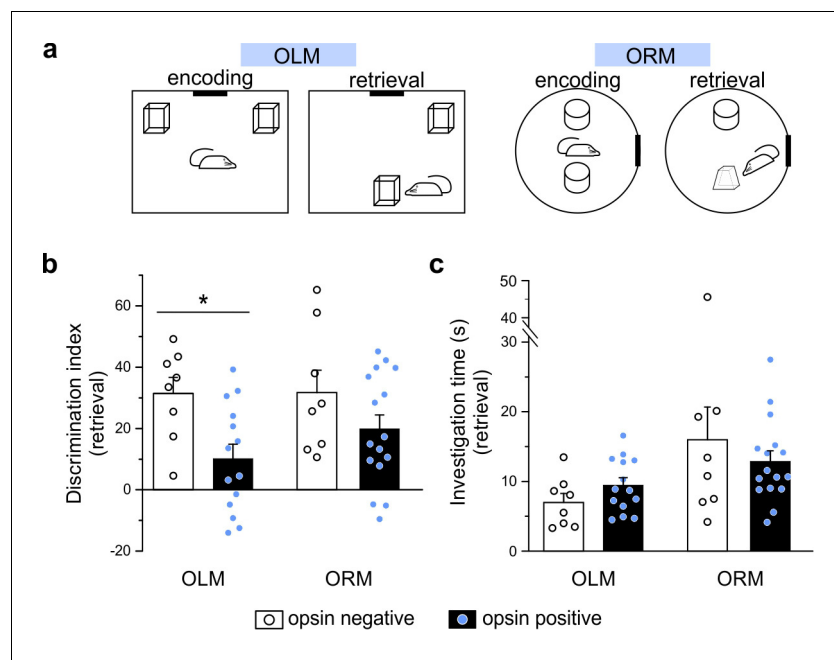 a
OLM
ORM
encoding
retrieval
encoding
retrieval
b
*
Discrimination index
(retrieval)
60
40
20
0
-20
OLM
ORM
c
Investigation time (s)
(retrieval)
50
40
30
20
10
0
OLM
ORM
opsin negative
opsin positive